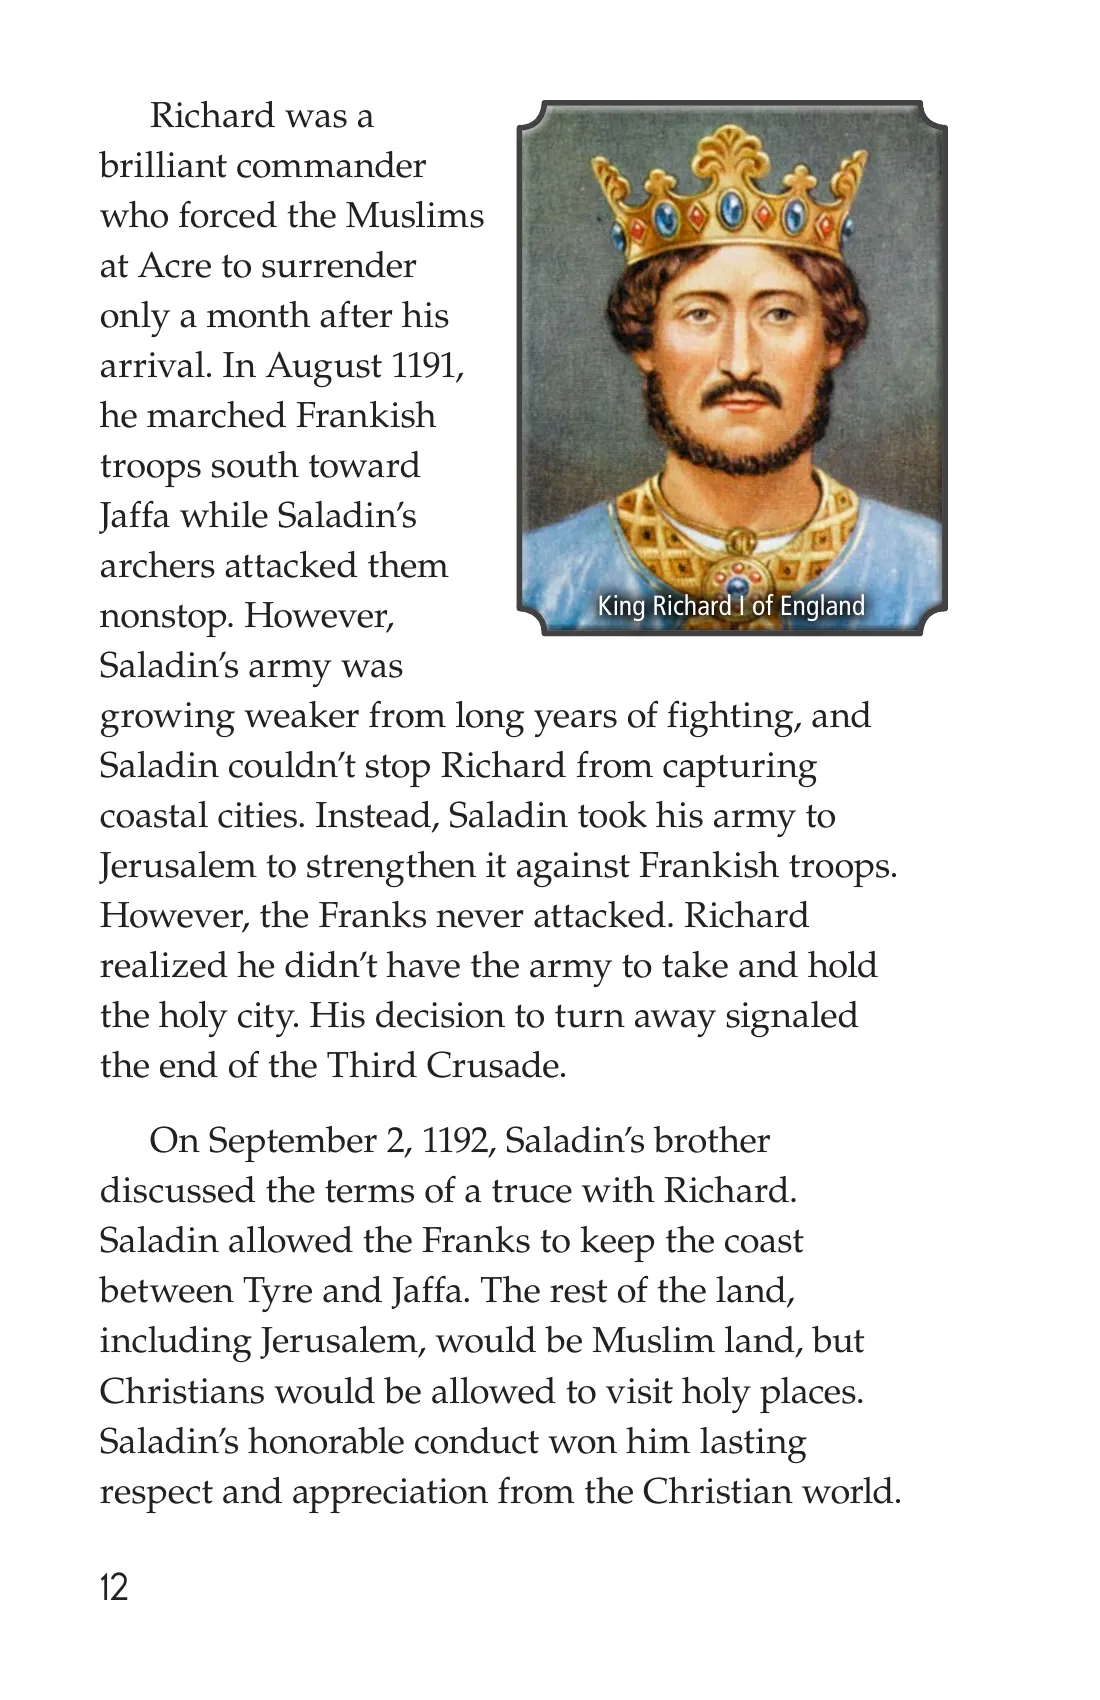 Richard was a
brilliant commander
who forced the Muslims
at Acre to surrender
only a month after his
arrival. In August 1191,
he marched Frankish
troops south toward
Jaffa while Saladin’s
archers attacked them
nonstop. However,
Saladin’s army was
growing weaker from long years of fighting, and
Saladin couldn’t stop Richard from capturing
coastal cities. Instead, Saladin took his army to
Jerusalem to strengthen it against Frankish troops.
However, the Franks never attacked. Richard
realized he didn’t have the army to take and hold
the holy city. His decision to turn away signaled
the end of the Third Crusade.
King Richard I of England
On September 2, 1192, Saladin’s brother
discussed the terms of a truce with Richard.
Saladin allowed the Franks to keep the coast
between Tyre and Jaffa. The rest of the land,
including Jerusalem, would be Muslim land, but
Christians would be allowed to visit holy places.
Saladin’s honorable conduct won him lasting
respect and appreciation from the Christian world.
12